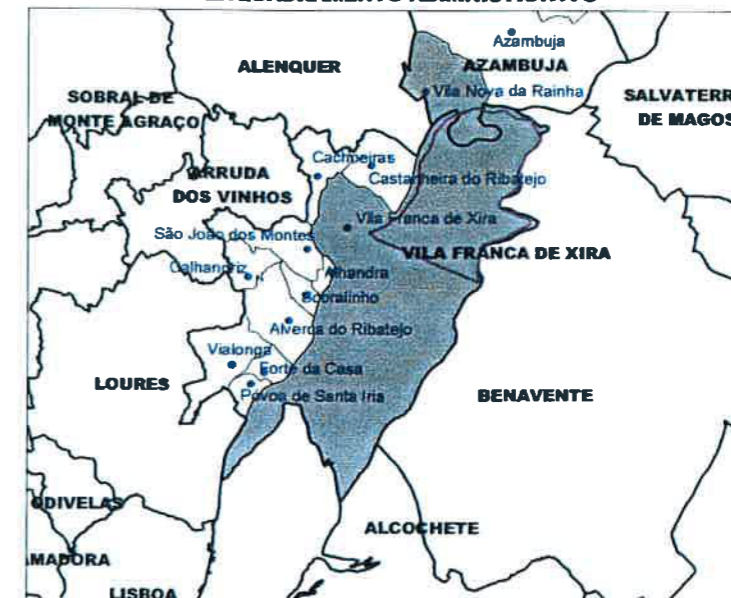 ENQUADRAMENTO ADMINISTRATIVO
Azambuja
ALENQUER
AZAMBUJA
Vila Nova da Rainha
SOBRAL DE
MONTE AGRAÇO
SALVATERR
DE MAGOS
Cachoeiras
ARRUDA
DOS VINHOS
Castanheira do Ribatejo
Vila Franca de Xira
São João dos Montes
VILA FRANCA DE XIRA
Calhandriz
Alhandra
Sobralinho
Alverca do Ribatejo
Vialonga
Forte da Casa
LOURES
Póvoa de Santa Iria
BENAVENTE
ODIVELAS
ALCOCHETE
AMADORA
LISBOA